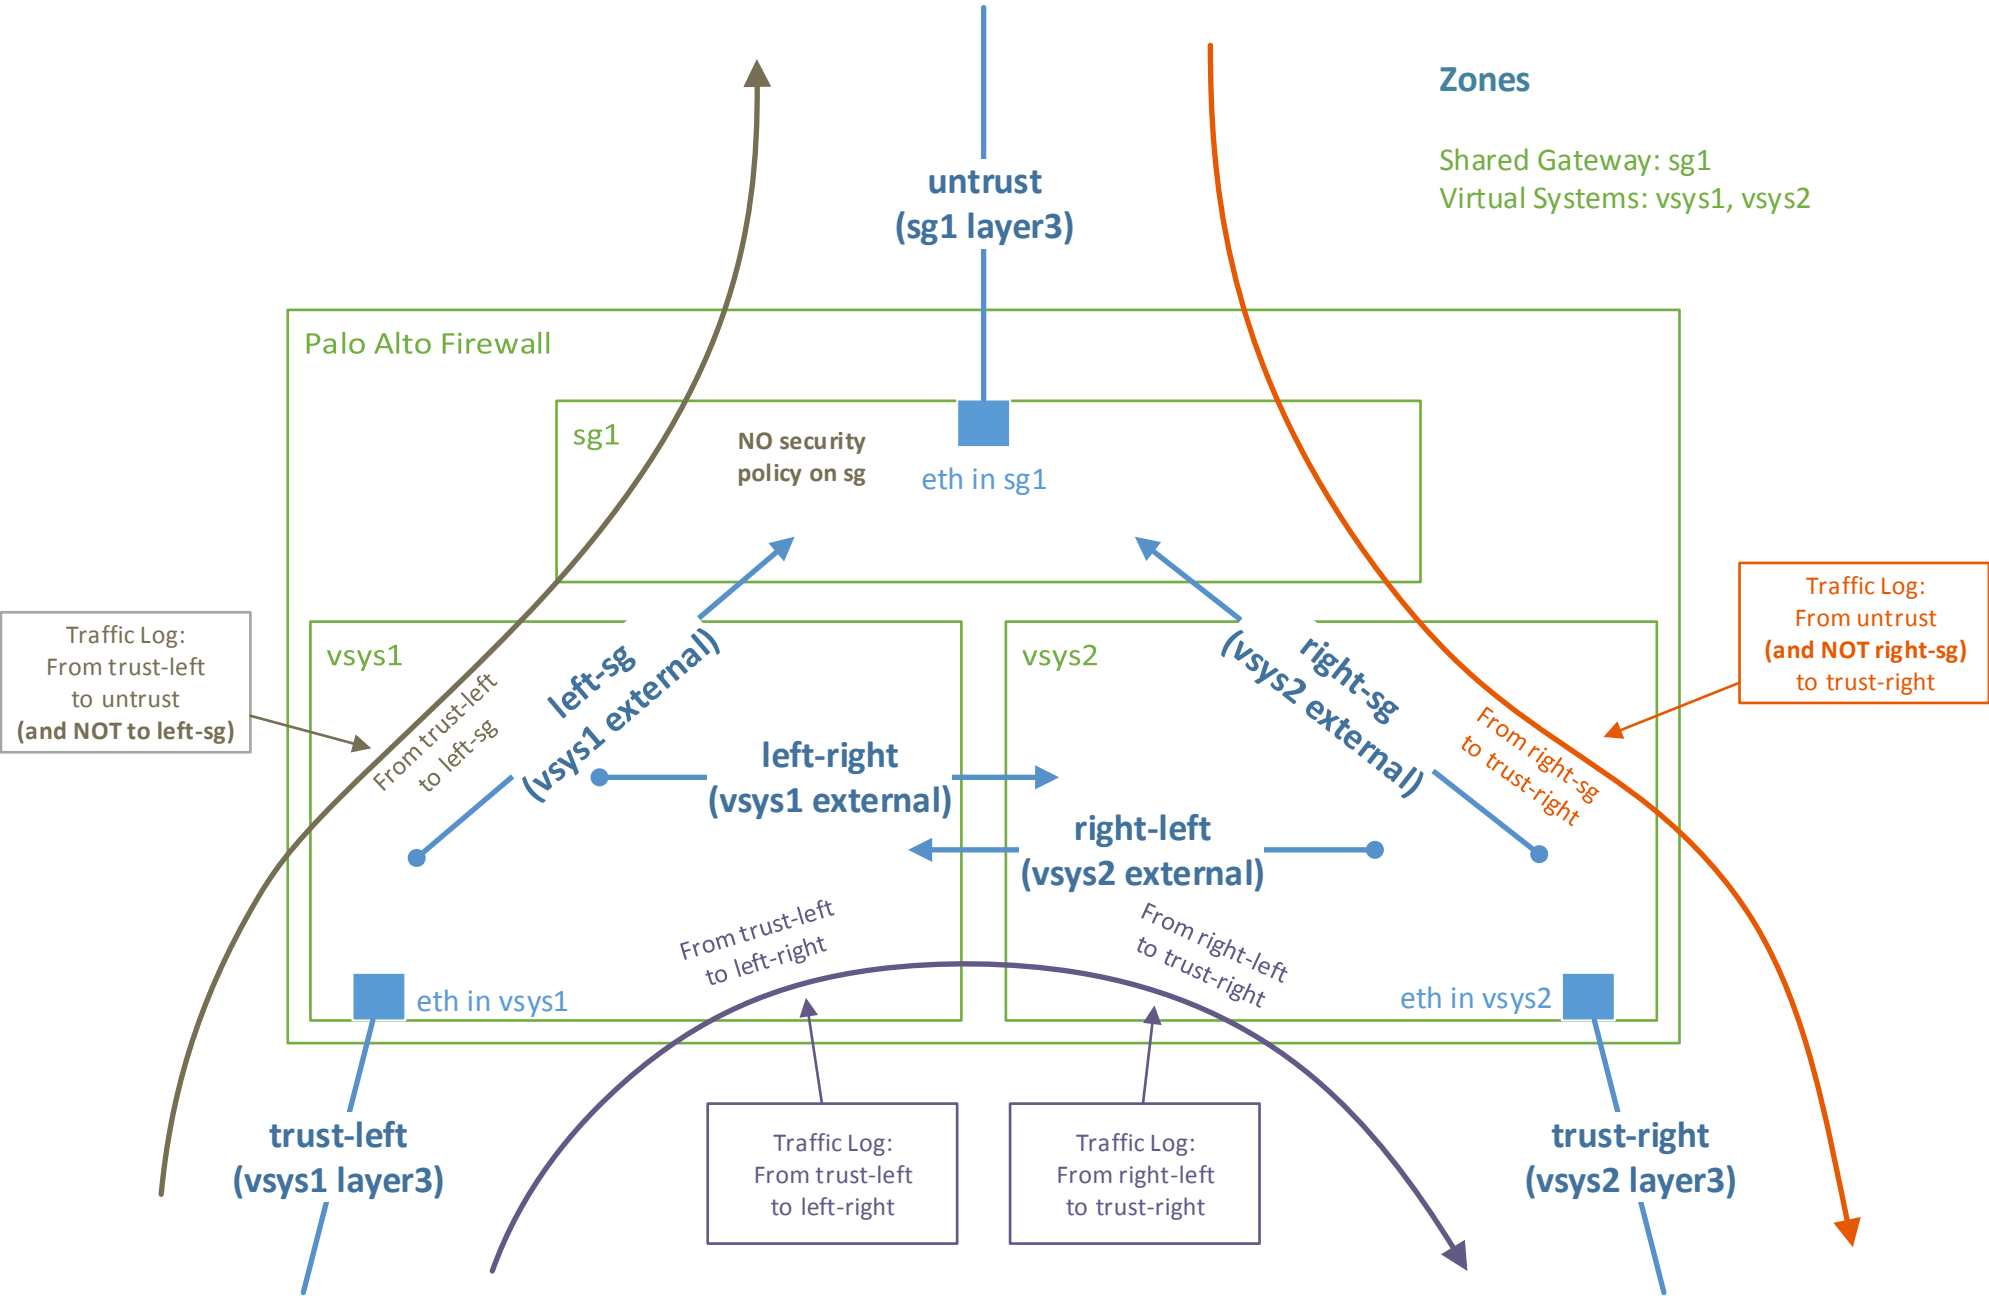 Zones
Shared Gateway: sg1
Virtual Systems: vsys1, vsys2
untrust
(sg1 layer3)
Palo Alto Firewall
sg1
NO security
policy on sg
eth in sg1
Traffic Log:
From trust-left
to untrust
(and NOT to left-sg)
Traffic Log:
From untrust
(and NOT right-sg)
to trust-right
vsys1
From trust-left
to left-sg
left-sg
(vsys1 external)
left-right
(vsys1 external)
vsys2
right-sg
(vsys2 external)
From right-sg
to trust-right
right-left
(vsys2 external)
From trust-left
to left-right
From right-left
to trust-right
eth in vsys1
eth in vsys2
trust-left
(vsys1 layer3)
Traffic Log:
From trust-left
to left-right
Traffic Log:
From right-left
to trust-right
trust-right
(vsys2 layer3)